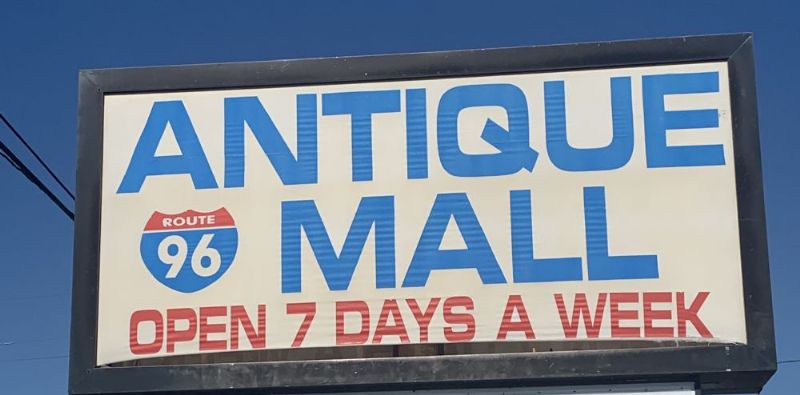 ANTIQUE
ROUTE
96
MALL
OPEN 7 DAYS A WEEK